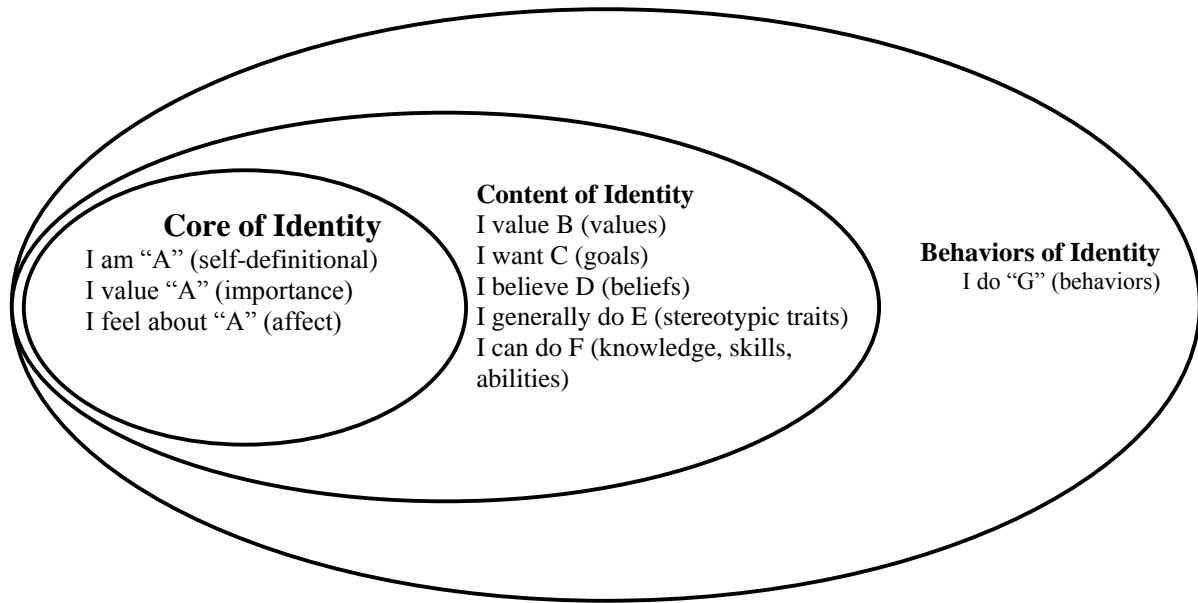 Core of Identity
I am “A” (self-definitional)
I value “A” (importance)
I feel about “A” (affect)
Content of Identity
I value B (values)
I want C (goals)
I believe D (beliefs)
I generally do E (stereotypic traits)
I can do F (knowledge, skills,
abilities)
Behaviors of Identity
I do “G” (behaviors)